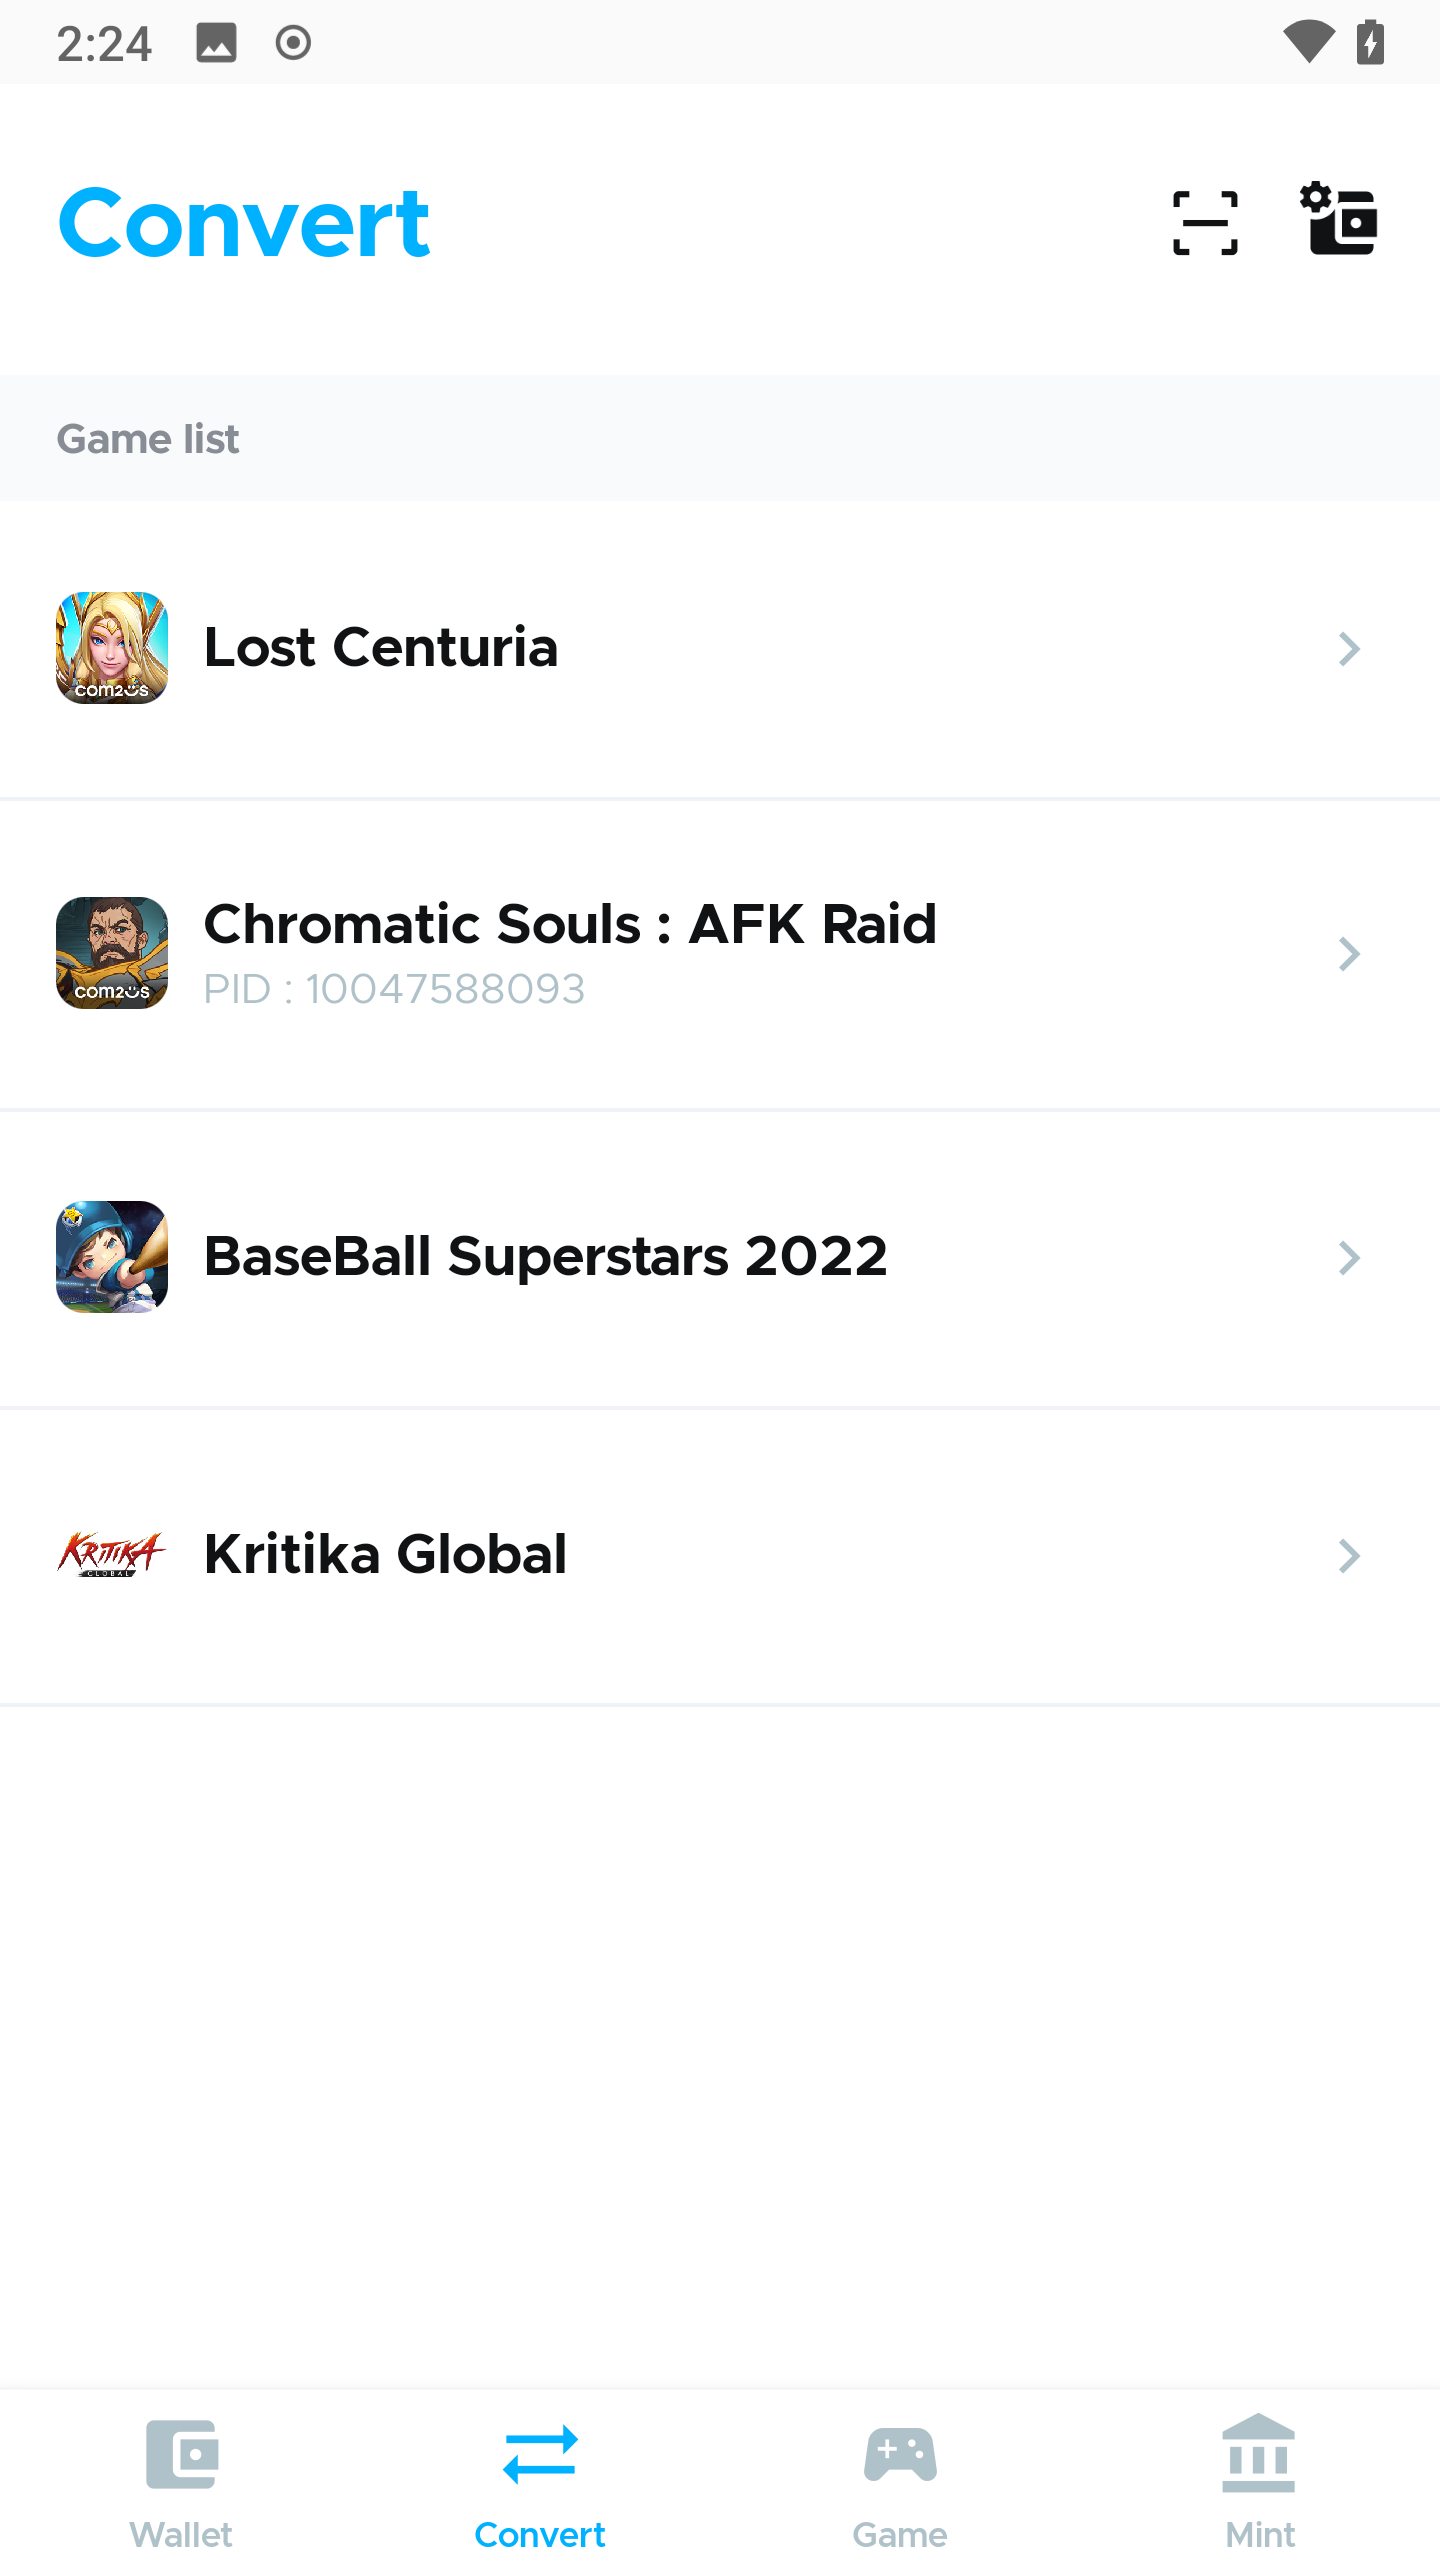 2:24
Convert
Game list
com2us
Lost Centuria
Chromatic Souls : AFK Raid
com2us
PID : 10047588093
BaseBall Superstars 2022
KRITIKA
GLOBAL
Kritika Global
Wallet
Convert
Game
Mint